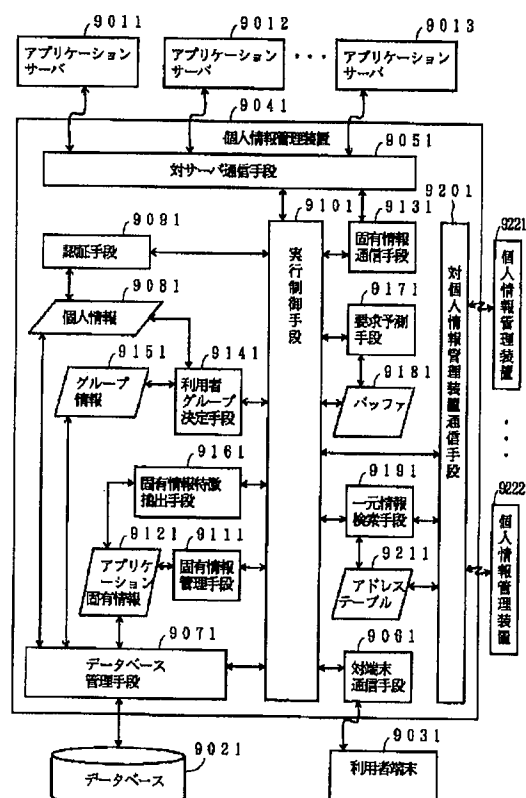 9011
9012
9013
アプリケーション
サーバ
アプリケーション
サーバ
・・・
アプリケーション
サーバ
9041
個人情報管理装置
9051
対サーバ通信手段
9201
9101
9131
9091
認証手段
実行制御手段
固有情報
通信手段
対個人情報管理装置通信手段
9221
個人情報管理装置
9081
個人情報
9171
要求予測
手段
9151
グループ
情報
9141
利用者
グループ
決定手段
9181
バッファ
・・・
9161
固有情報特徴
抽出手段
9191
一元情報
検索手段
9222
個人情報管理装置
9121
アプリケ
ーション
固有情報
9111
固有情報
管理手段
9211
アドレス
テーブル
9071
データベース
管理手段
9061
対端末
通信手段
9021
データベース
9031
利用者端末